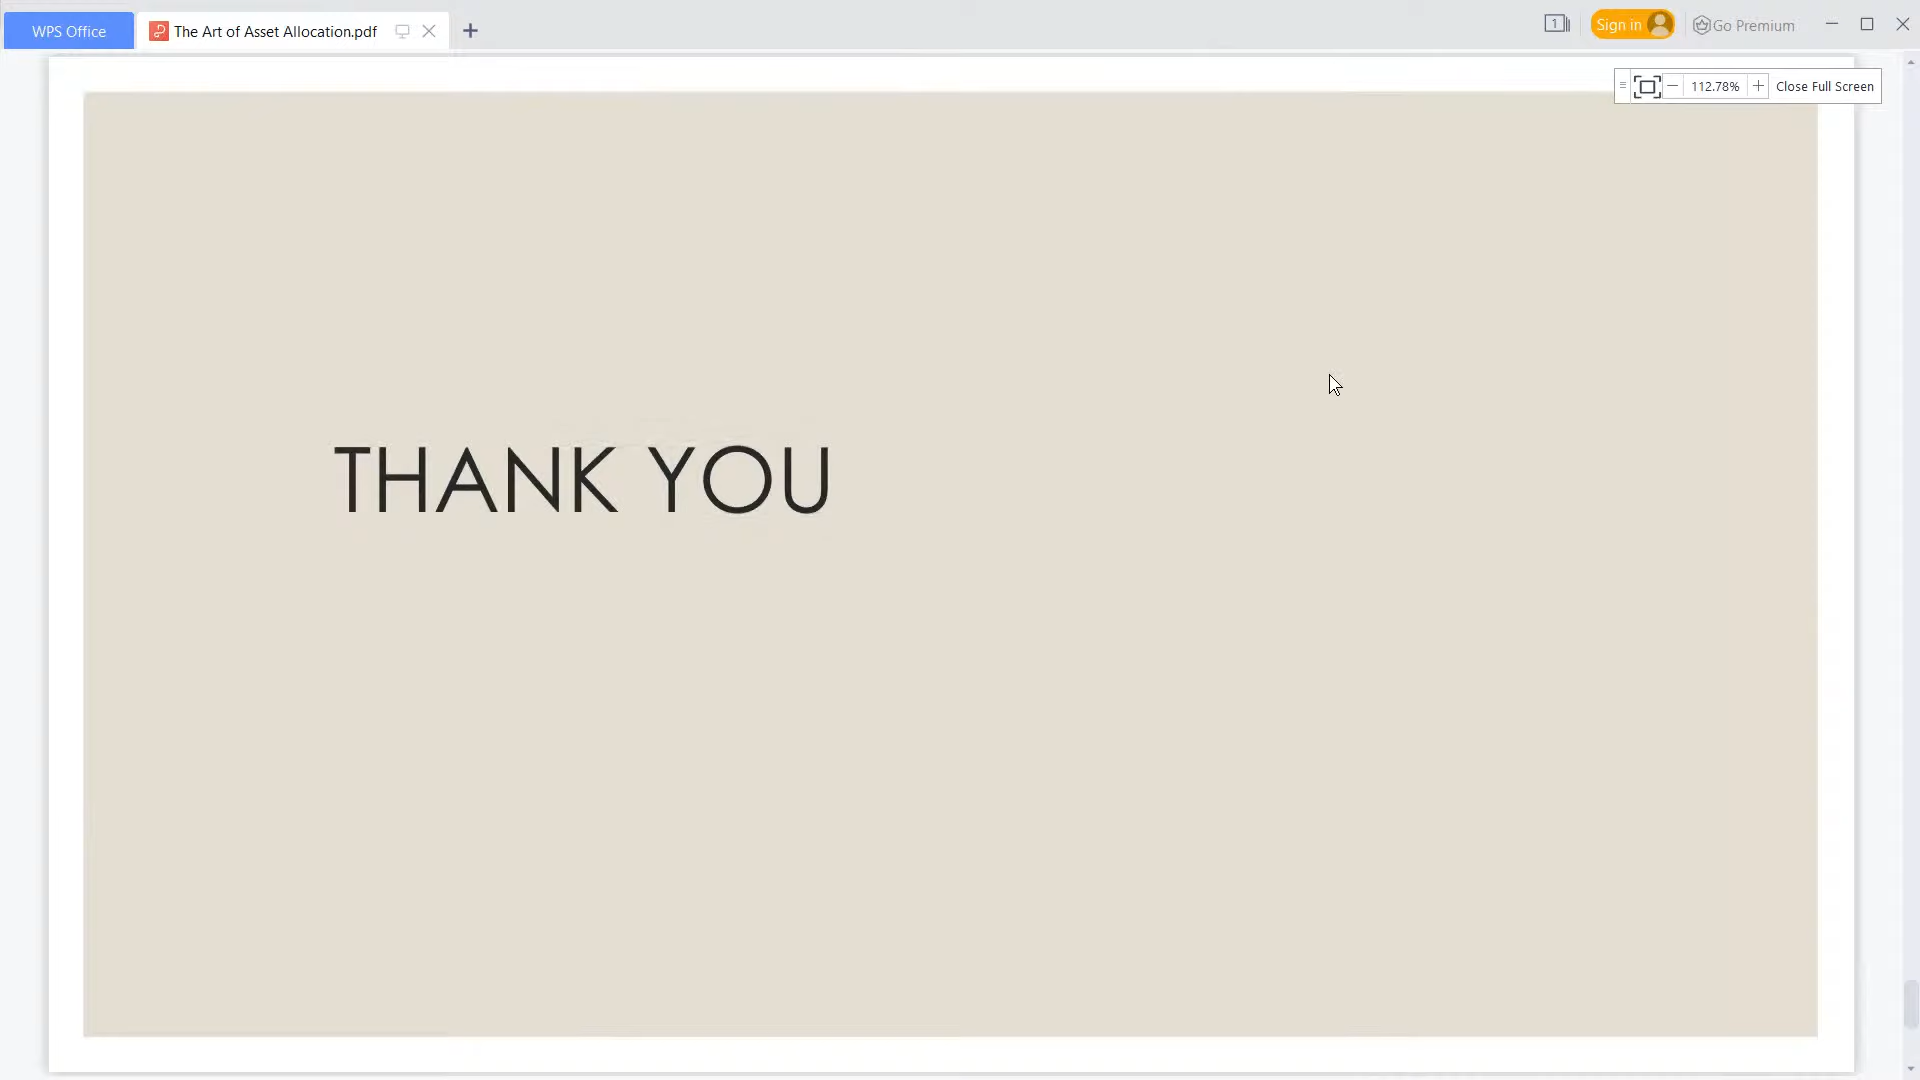 WPS Office
The Art of Asset Allocation.pdf
1
Sign in
Go Premium
112.78%
Close Full Screen
THANK YOU